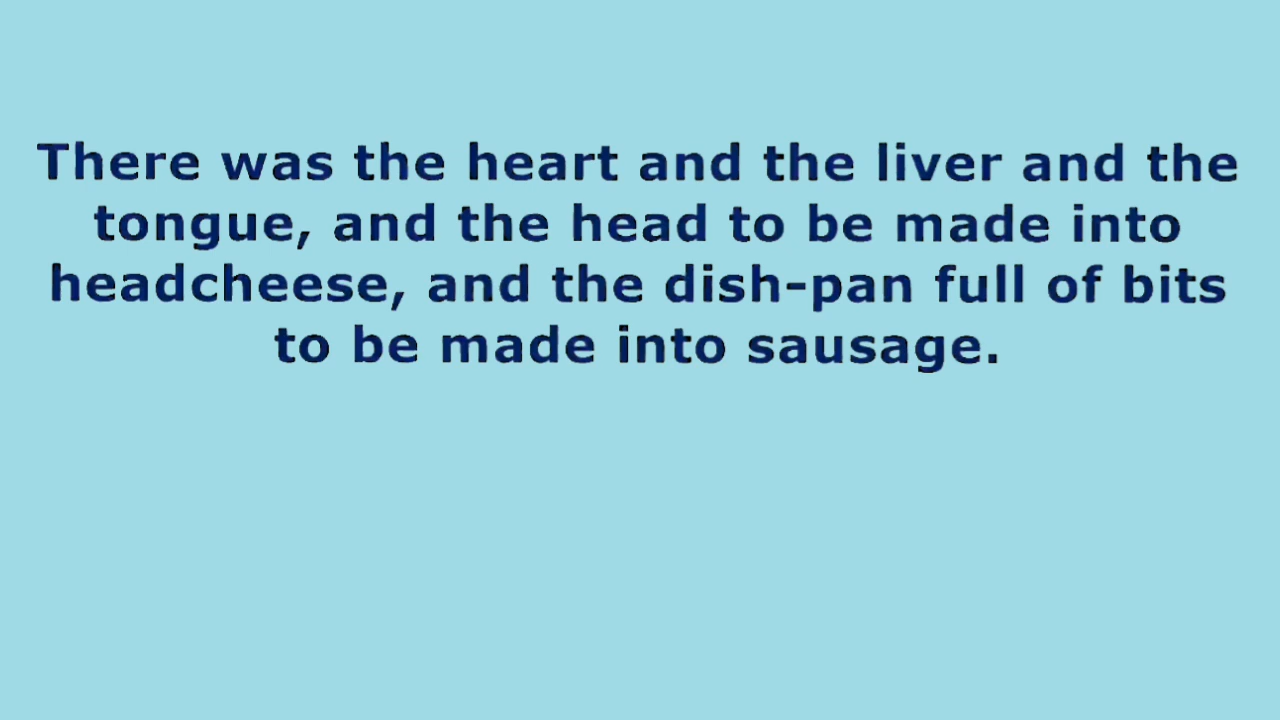 There was the heart and the liver and the
tongue, and the head to be made into
headcheese, and the dish-pan full of bits
to be made into sausage.